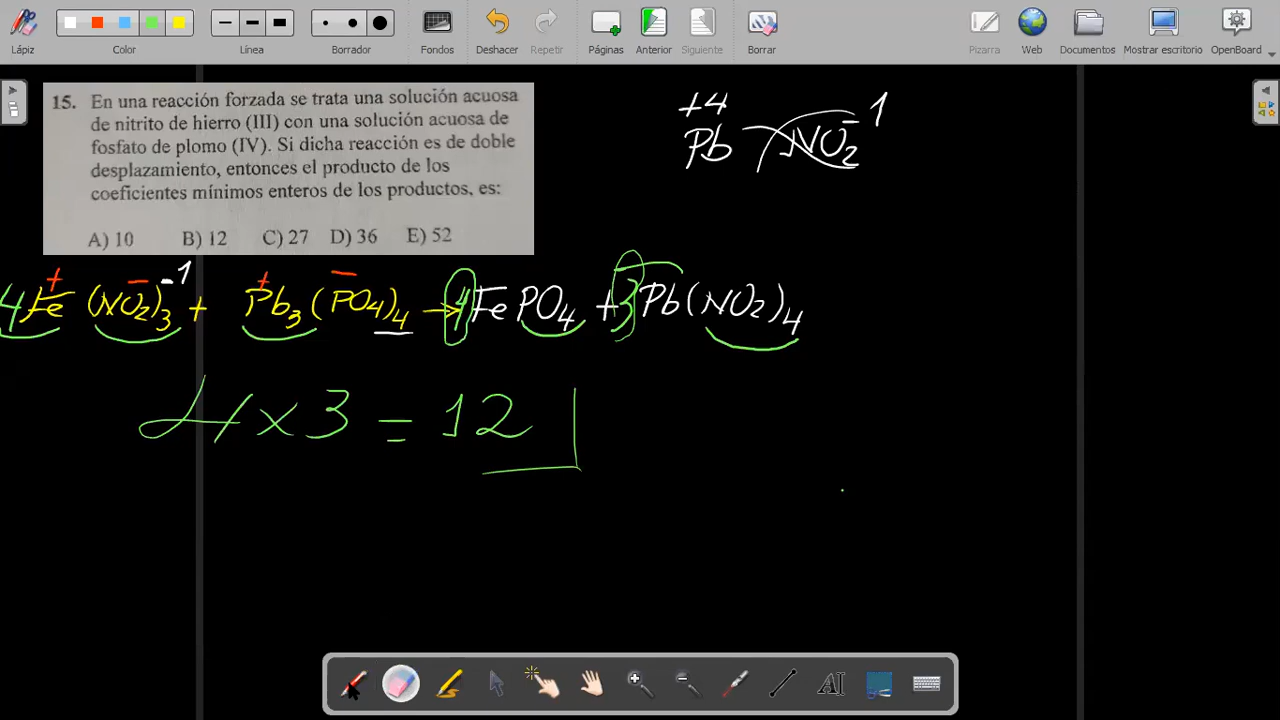 Lápiz
Color
Línea
Borrador
Fondos
Deshacer
Repetir
Páginas
Anterior
Siguiente
Borrar
Pizarra
Web
Documentos
Mostrar escritorio
OpenBoard
15. En una reacción forzada se trata una solución acuosa
de nitrito de hierro (III) con una solución acuosa de
fosfato de plomo (IV). Si dicha reacción es de doble
desplazamiento, entonces el producto de los
coeficientes mínimos enteros de los productos, es:
A) 10 B) 12 C) 27 D) 36 E) 52
+4 1
Pb NO₂⁻
+ − -1 + −
4Fe(NO₂)₃ + Pb₃(PO₄)₄ → 4FePO₄ + 3Pb(NO₂)₄
4 x 3 = 12
AI